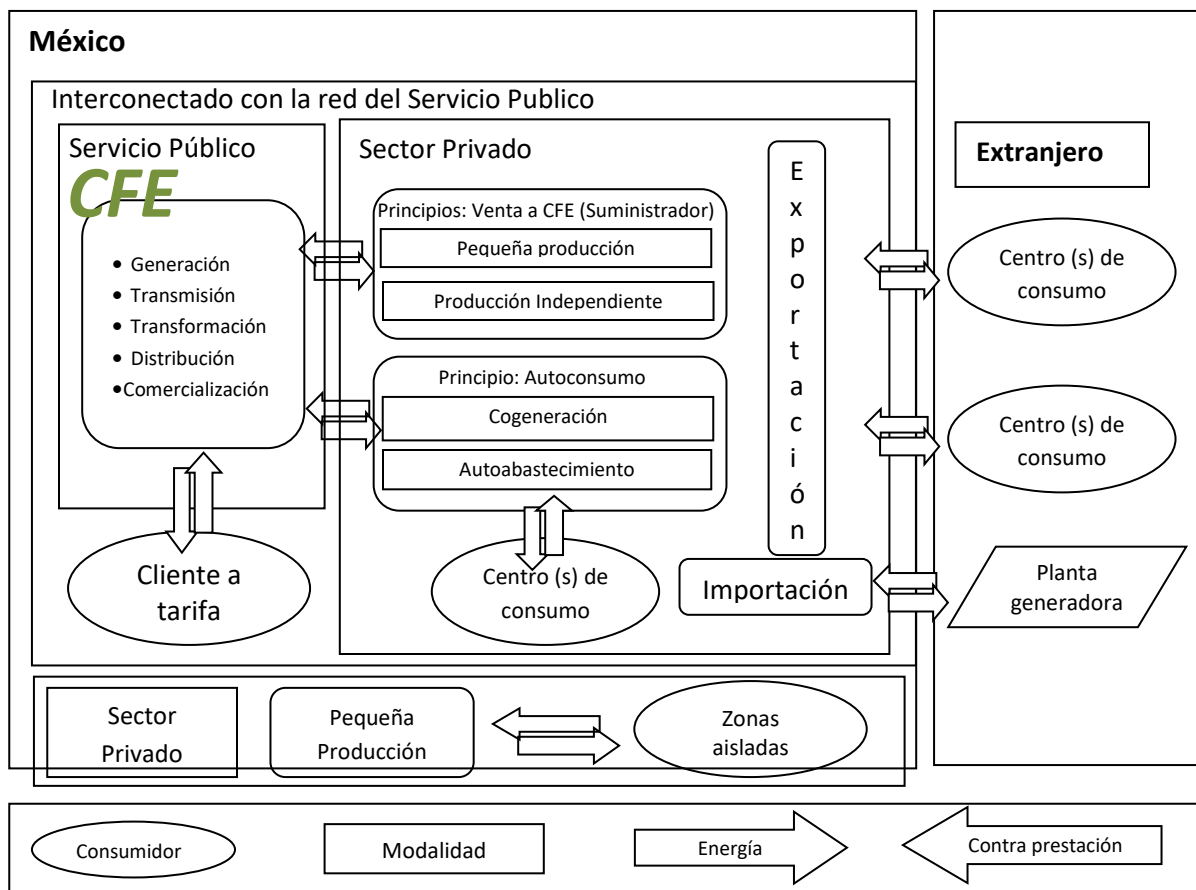 México
Interconectado con la red del Servicio Publico
Servicio Público
CFE
• Generación
• Transmisión
• Transformación
• Distribución
•Comercialización
Cliente a
tarifa
Sector Privado
Principios: Venta a CFE (Suministrador)
Pequeña producción
Producción Independiente
Principio: Autoconsumo
Cogeneración
Autoabastecimiento
Centro (s) de
consumo
E
x
p
o
r
t
a
c
i
ó
n
Importación
Extranjero
Centro (s) de
consumo
Centro (s) de
consumo
Planta
generadora
Sector
Privado
Pequeña
Producción
Zonas
aisladas
Consumidor
Modalidad
Energía
Contra prestación